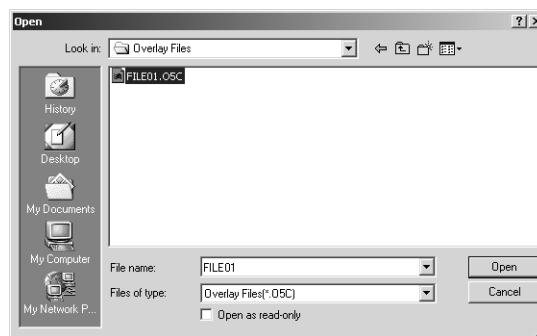 Open
Look in: Overlay Files
FILE01.O5C
History
Desktop
My Documents
My Computer
My Network P...
File name: FILE01 Open
Files of type: Overlay Files(*.O5C) Cancel
Open as read-only